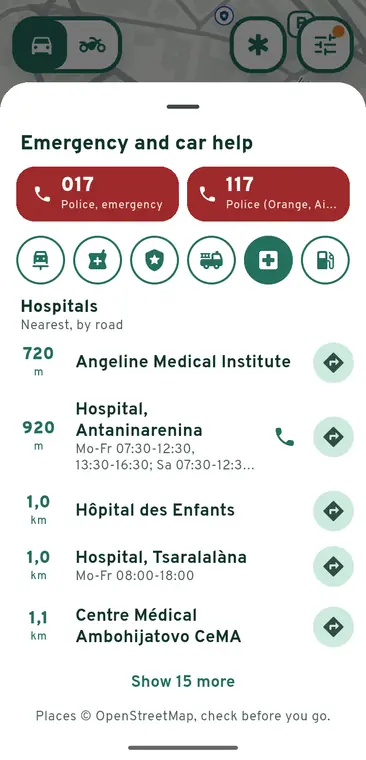 P
Emergency and car help
017
Police, emergency
117
Police (Orange, Ai...
Hospitals
Nearest, by road
720
m
Angeline Medical Institute
920
m
Hospital,
Antaninarenina
Mo-Fr 07:30-12:30,
13:30-16:30; Sa 07:30-12:3...
1,0
km
Hôpital des Enfants
1,0
km
Hospital, Tsaralalàna
Mo-Fr 08:00-18:00
1,1
km
Centre Médical
Ambohijatovo CeMA
Show 15 more
Places © OpenStreetMap, check before you go.